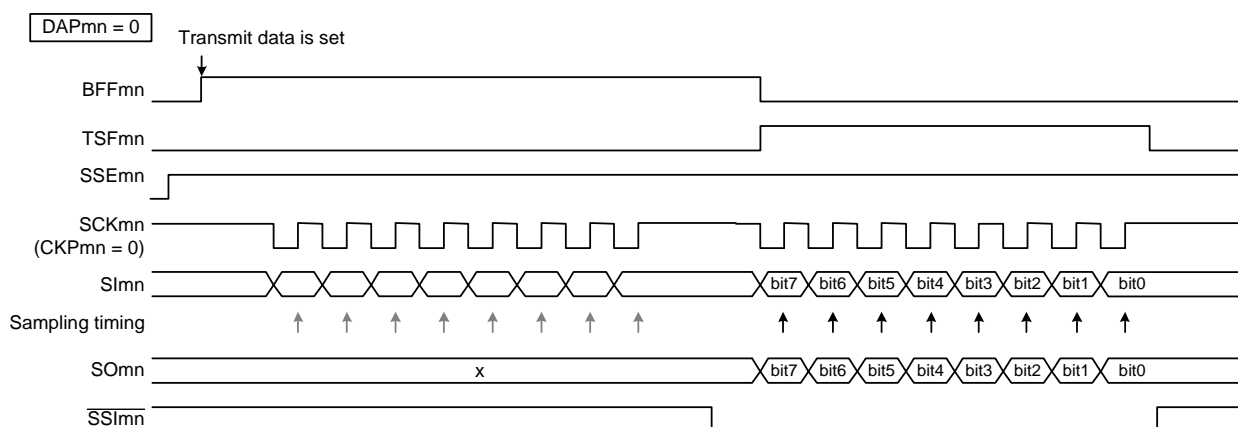 DAPmn = 0
Transmit data is set
BFFmn
TSFmn
SSEmn
SCKmn
(CKPmn = 0)
SImn
bit7 bit6 bit5 bit4 bit3 bit2 bit1 bit0
Sampling timing
SOmn
x
bit7 bit6 bit5 bit4 bit3 bit2 bit1 bit0
SSImn